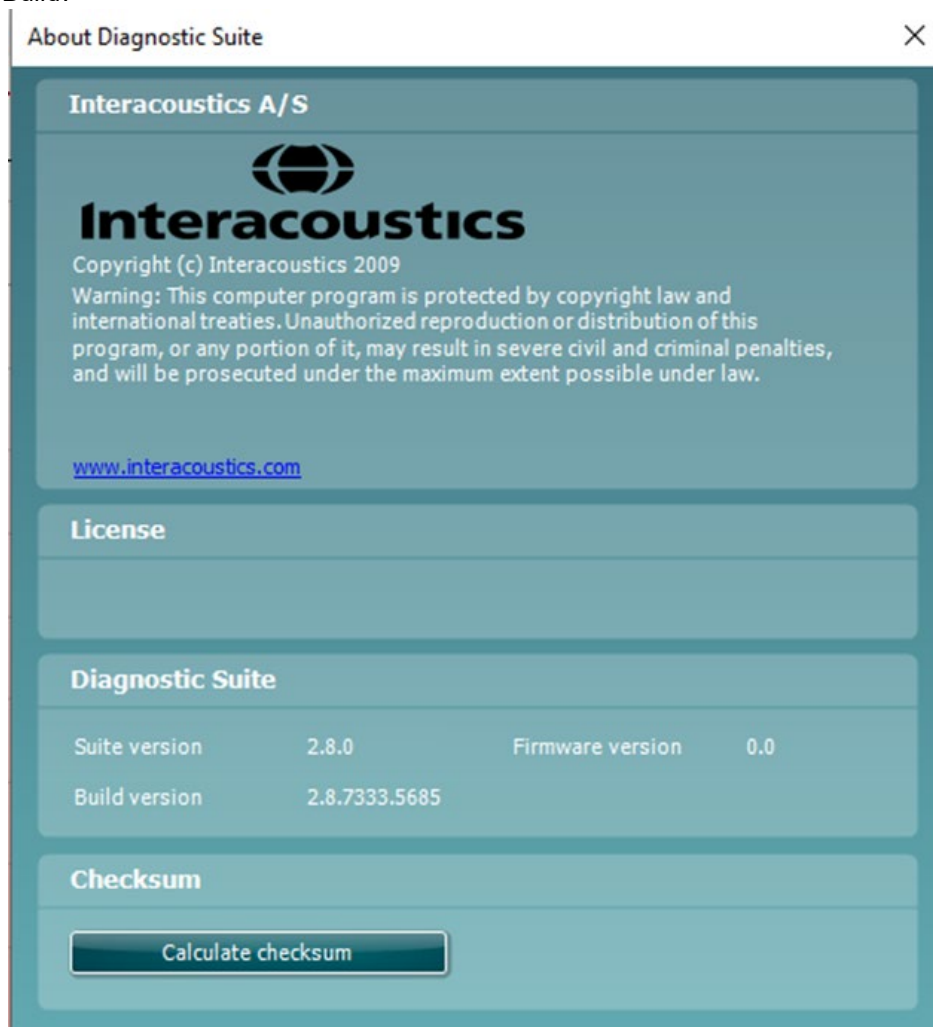 About Diagnostic Suite
Interacoustics A/S
Interacoustics
Copyright (c) Interacoustics 2009
Warning: This computer program is protected by copyright law and
international treaties. Unauthorized reproduction or distribution of this
program, or any portion of it, may result in severe civil and criminal penalties,
and will be prosecuted under the maximum extent possible under law.
www.interacoustics.com
License
Diagnostic Suite
Suite version 2.8.0 Firmware version 0.0
Build version 2.8.7333.5685
Checksum
Calculate checksum